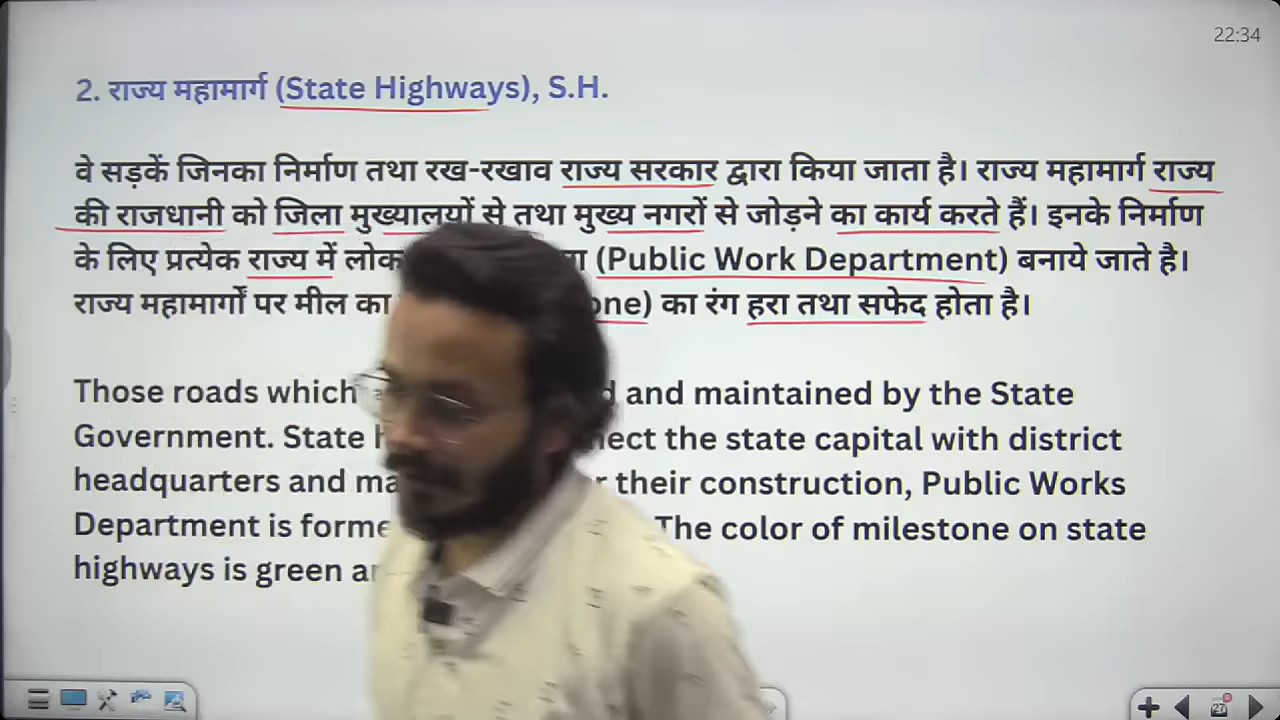 22:34
2. राज्य महामार्ग (State Highways), S.H.
वे सड़कें जिनका निर्माण तथा रख-रखाव राज्य सरकार द्वारा किया जाता है। राज्य महामार्ग राज्य
की राजधानी को जिला मुख्यालयों से तथा मुख्य नगरों से जोड़ने का कार्य करते हैं। इनके निर्माण
के लिए प्रत्येक राज्य में लोक (Public Work Department) बनाये जाते है।
राज्य महामार्गों पर मील का one) का रंग हरा तथा सफेद होता है।
Those roads which and maintained by the State
Government. State nect the state capital with district
headquarters and their construction, Public Works
Department is The color of milestone on state
highways is green
27